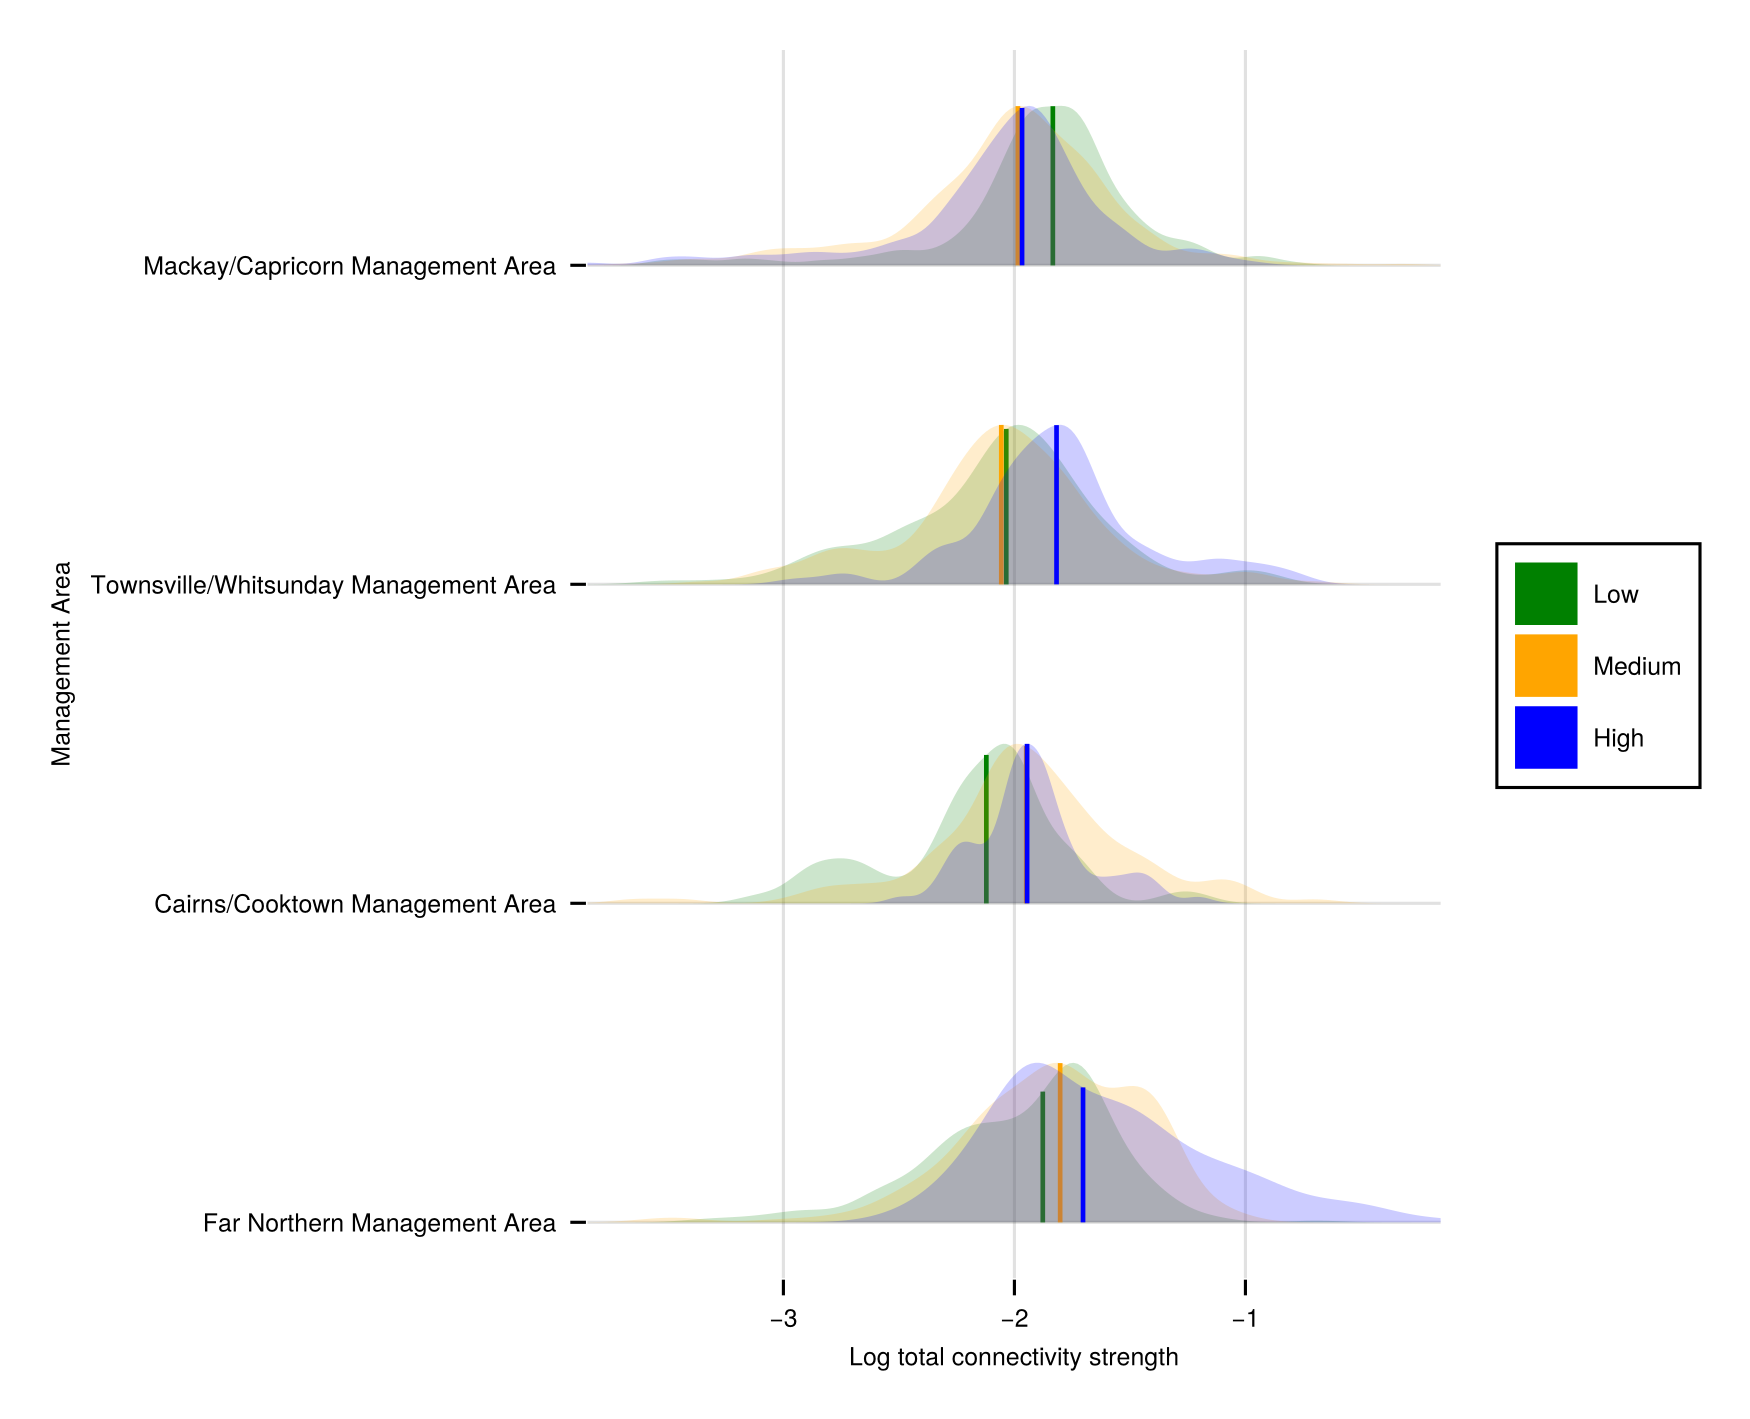 Mackay/Capricorn Management Area
Townsville/Whitsunday Management Area
Cairns/Cooktown Management Area
Far Northern Management Area
Management Area
−3
−2
−1
Log total connectivity strength
Low
Medium
High